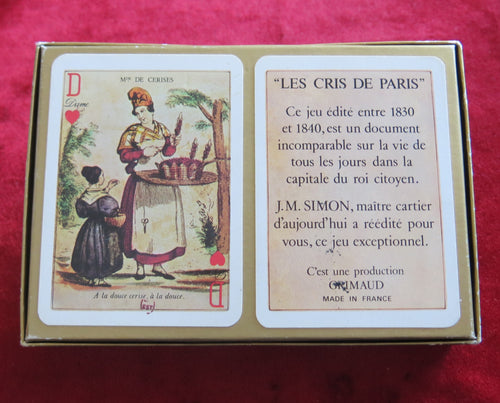 D
Dame
Mde DE CERISES
A la douce cerise, à la douce.
D
"LES CRIS DE PARIS"
Ce jeu édité entre 1830
et 1840, est un document
incomparable sur la vie de
tous les jours dans la
capitale du roi citoyen.
J.M. SIMON, maître cartier
d'aujourd'hui a réédité pour
vous, ce jeu exceptionnel.
C'est une production
GRIMAUD
MADE IN FRANCE